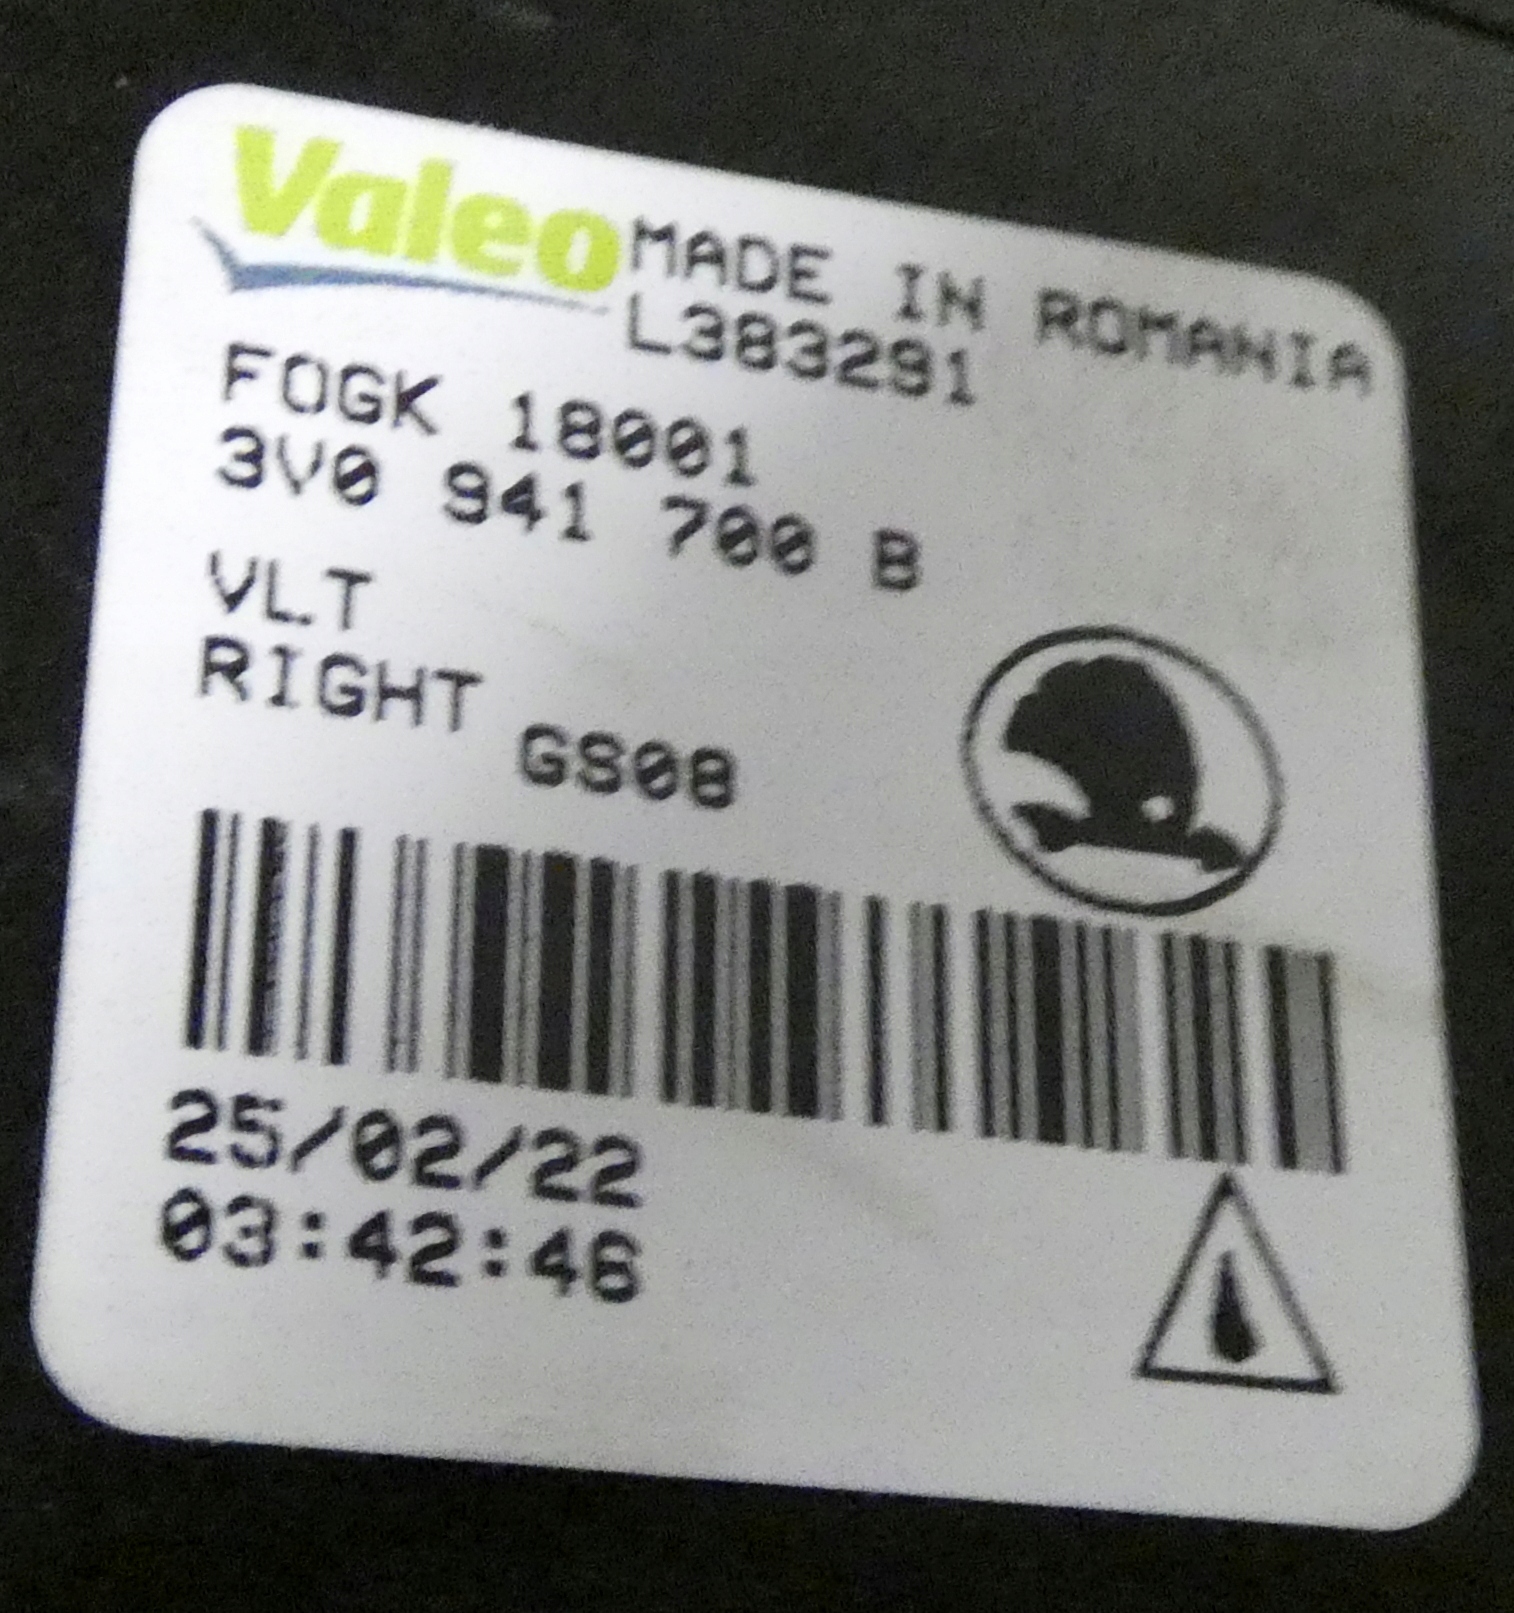 Valeo MADE IN ROMANIA
L383291
FOGK 18001
3V0 941 700 B
VLT
RIGHT
GS08
25/02/22
03:42:46